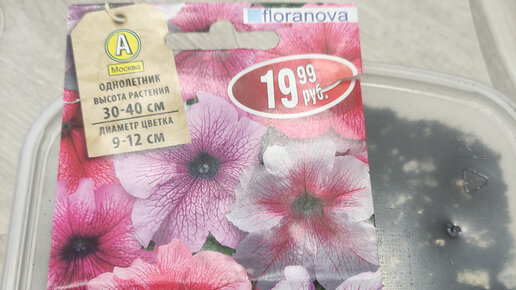 floranova
А
Москва
ОДНОЛЕТНИК
ВЫСОТА РАСТЕНИЯ
30-40 СМ
ДИАМЕТР ЦВЕТКА
9-12 СМ
19 99
руб.